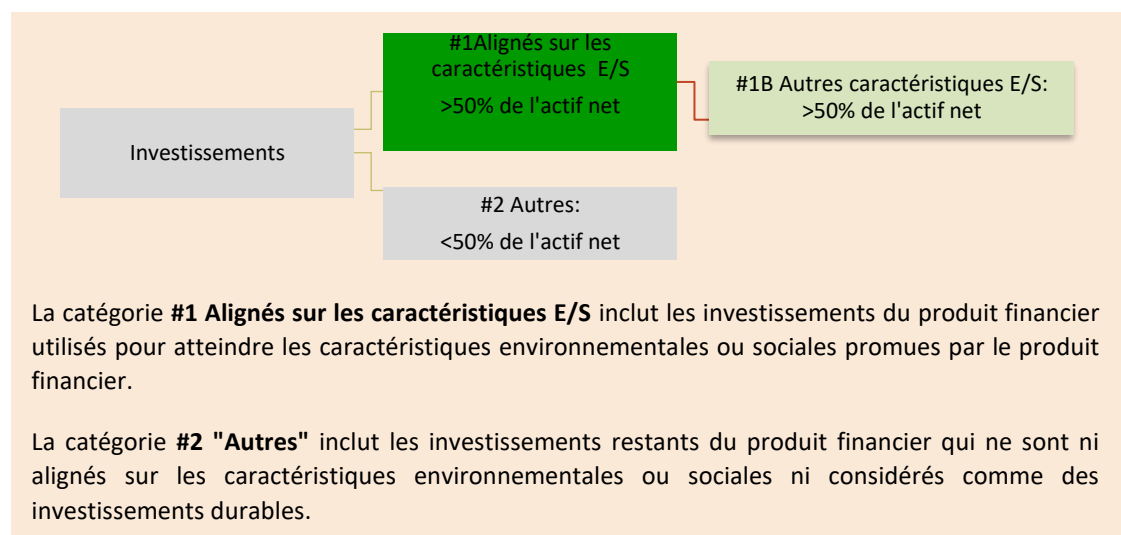 #1Alignés sur les
caractéristiques E/S
>50% de l'actif net
#1B Autres caractéristiques E/S:
>50% de l'actif net
Investissements
#2 Autres:
<50% de l'actif net
La catégorie #1 Alignés sur les caractéristiques E/S inclut les investissements du produit financier
utilisés pour atteindre les caractéristiques environnementales ou sociales promues par le produit
financier.
La catégorie #2 "Autres" inclut les investissements restants du produit financier qui ne sont ni
alignés sur les caractéristiques environnementales ou sociales ni considérés comme des
investissements durables.